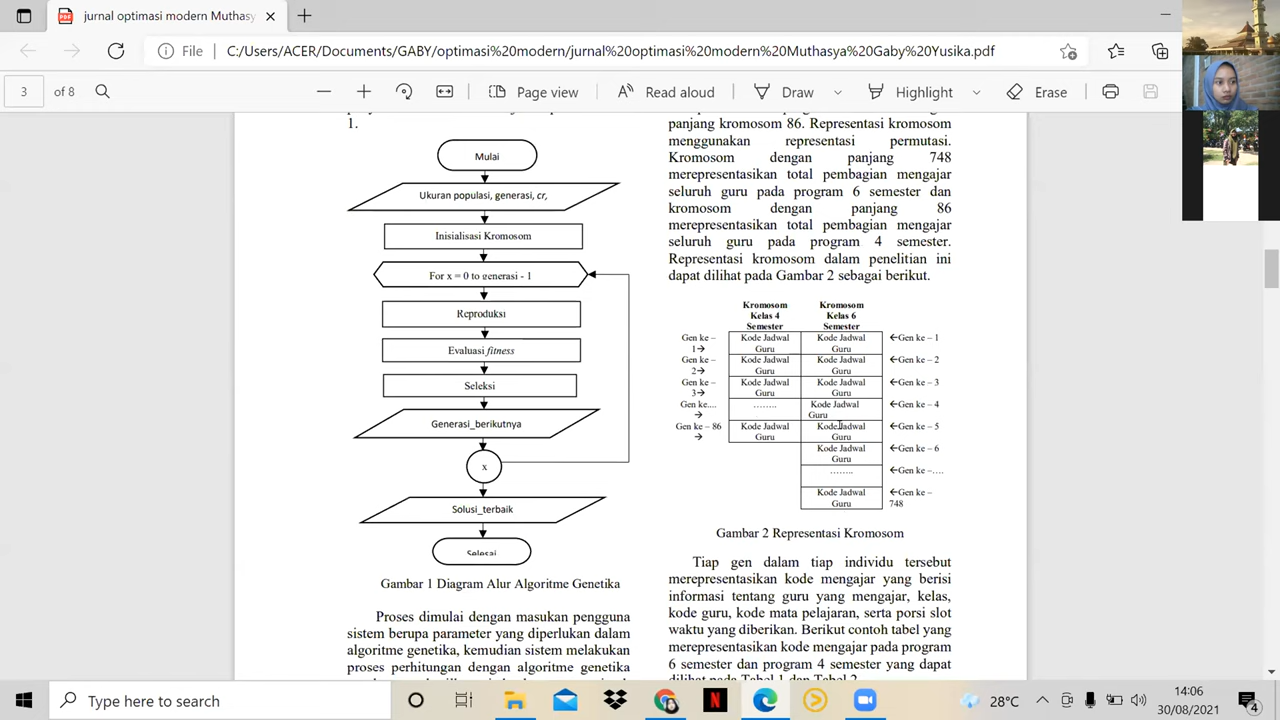 jurnal optimasi modern Muthasy
File
C:/Users/ACER/Documents/GABY/optimasi%20modern/jurnal%20optimasi%20modern%20Muthasya%20Gaby%20Yusika.pdf
3
of 8
Page view
Read aloud
Draw
Highlight
Erase
1.
Mulai
Ukuran populasi, generasi, cr,
Inisialisasi Kromosom
For x = 0 to generasi - 1
Reproduksi
Evaluasi fitness
Seleksi
Generasi_berikutnya
x
Solusi_terbaik
Selesai
Gambar 1 Diagram Alur Algoritme Genetika
Proses dimulai dengan masukan pengguna
sistem berupa parameter yang diperlukan dalam
algoritme genetika, kemudian sistem melakukan
proses perhitungan dengan algoritme genetika
panjang kromosom 86. Representasi kromosom
menggunakan representasi permutasi.
Kromosom dengan panjang 748
merepresentasikan total pembagian mengajar
seluruh guru pada program 6 semester dan
kromosom dengan panjang 86
merepresentasikan total pembagian mengajar
seluruh guru pada program 4 semester.
Representasi kromosom dalam penelitian ini
dapat dilihat pada Gambar 2 sebagai berikut.
Kromosom Kromosom
Kelas 4 Kelas 6
Semester Semester
Gen ke – Kode Jadwal Kode Jadwal ←Gen ke – 1
1→ Guru Guru
Gen ke – Kode Jadwal Kode Jadwal ←Gen ke – 2
2→ Guru Guru
Gen ke – Kode Jadwal Kode Jadwal ←Gen ke – 3
3→ Guru Guru
Gen ke.... …….. Kode Jadwal ←Gen ke – 4
→ Guru
Gen ke – 86 Kode Jadwal Kode Jadwal ←Gen ke – 5
→ Guru Guru
Kode Jadwal ←Gen ke – 6
Guru
…….. ←Gen ke –….
Kode Jadwal ←Gen ke –
Guru 748
Gambar 2 Representasi Kromosom
Tiap gen dalam tiap individu tersebut
merepresentasikan kode mengajar yang berisi
informasi tentang guru yang mengajar, kelas,
kode guru, kode mata pelajaran, serta porsi slot
waktu yang diberikan. Berikut contoh tabel yang
merepresentasikan kode mengajar pada program
6 semester dan program 4 semester yang dapat
dilihat pada Tabel 1 dan Tabel 2
Type here to search
28°C
14:06
30/08/2021
4